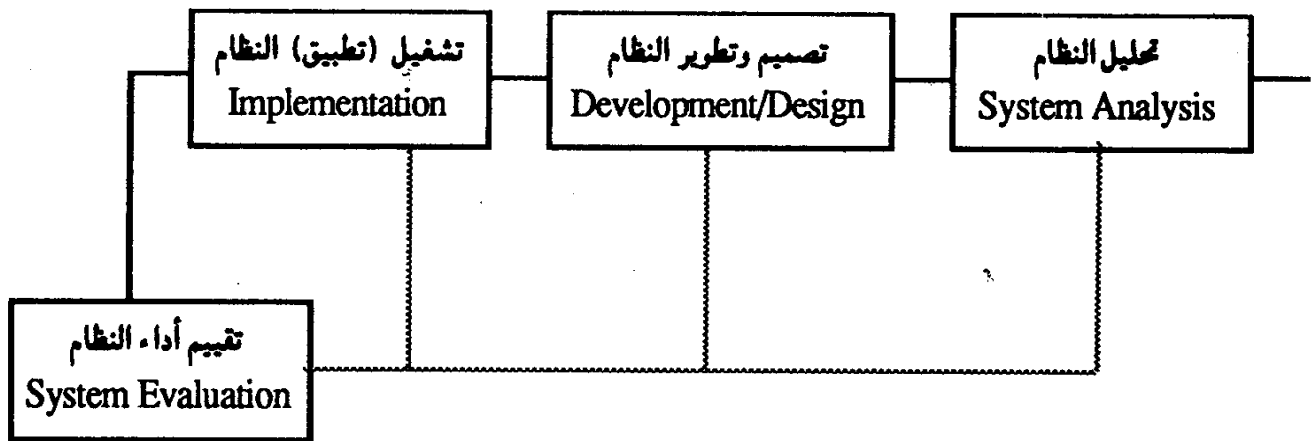 تحليل النظام
System Analysis
تصميم وتطوير النظام
Development/Design
تشغيل (تطبيق) النظام
Implementation
تقييم أداء النظام
System Evaluation